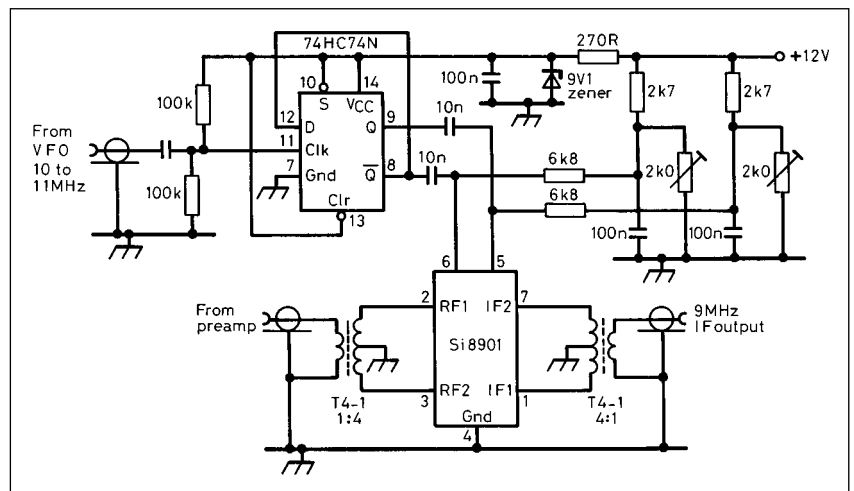 74HC74N
270R
+12V
100k
10
S
14
VCC
100n
9V1
zener
2k7
2k7
From
VFO
10 to
11MHz
12
D
Q
9
10n
11
Clk
7
Gnd
Q
8
10n
6k8
2k0
2k0
100k
Clr
13
6k8
100n
100n
6
5
From
preamp
2
RF1
IF2
7
9MHz
IF output
Si8901
3
RF2
IF1
1
T4-1
1:4
Gnd
4
T4-1
4:1